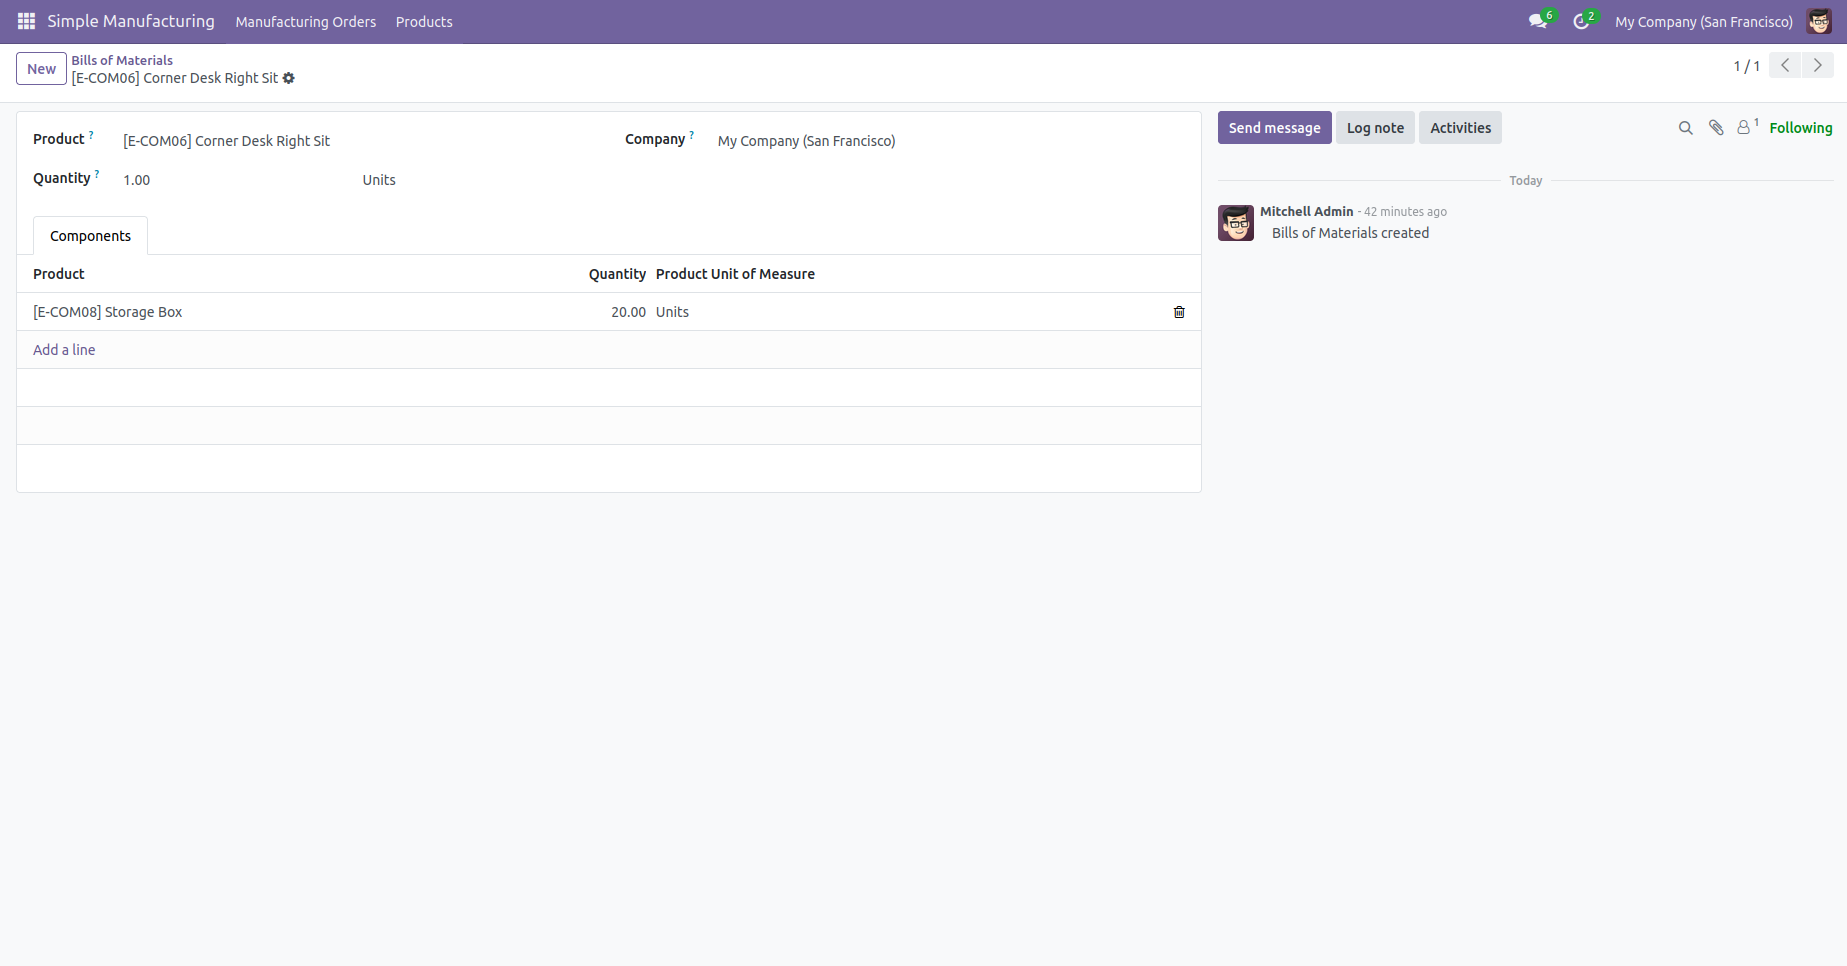 Simple Manufacturing Manufacturing Orders Products 6 2 My Company (San Francisco)
New Bills of Materials
[E-COM06] Corner Desk Right Sit
1 / 1
Product ? [E-COM06] Corner Desk Right Sit Company ? My Company (San Francisco)
Quantity ? 1.00 Units
Components
Product Quantity Product Unit of Measure
[E-COM08] Storage Box 20.00 Units
Add a line
Send message Log note Activities 1 Following
Today
Mitchell Admin - 42 minutes ago
Bills of Materials created